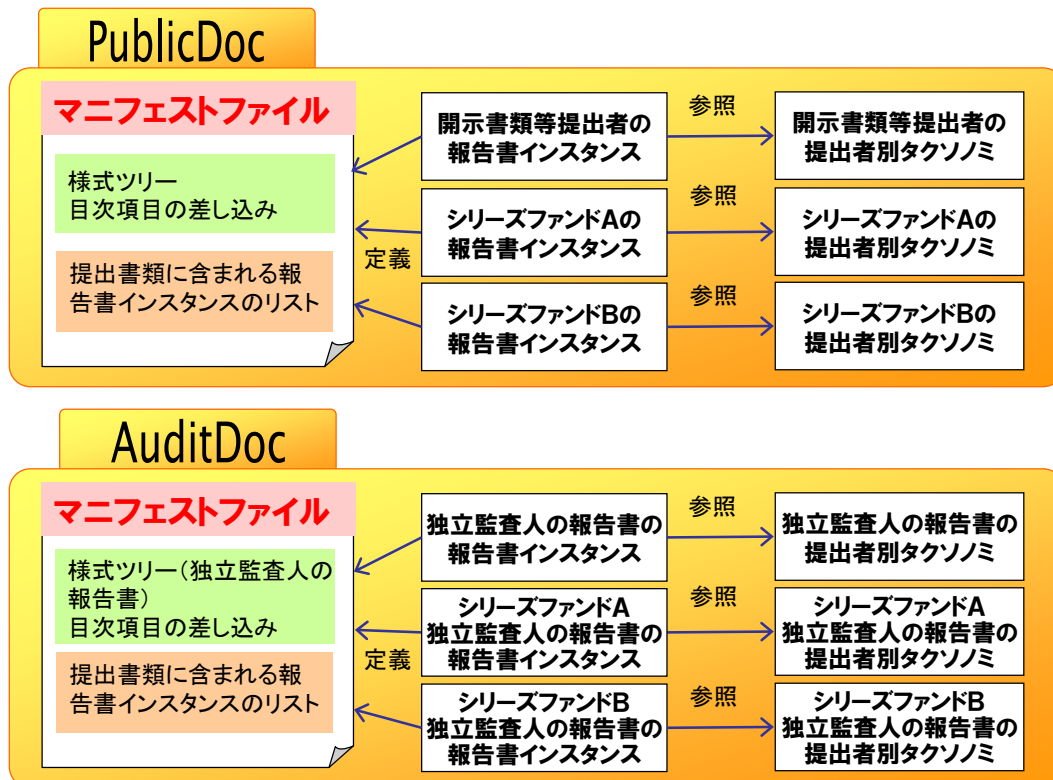 PublicDoc
マニフェストファイル
様式ツリー
目次項目の差し込み
提出書類に含まれる報
告書インスタンスのリスト
定義
開示書類等提出者の
報告書インスタンス
参照
開示書類等提出者の
提出者別タクソノミ
シリーズファンドAの
報告書インスタンス
参照
シリーズファンドAの
提出者別タクソノミ
シリーズファンドBの
報告書インスタンス
参照
シリーズファンドBの
提出者別タクソノミ
AuditDoc
マニフェストファイル
様式ツリー(独立監査人の
報告書)
目次項目の差し込み
提出書類に含まれる報
告書インスタンスのリスト
定義
独立監査人の報告書の
報告書インスタンス
参照
独立監査人の報告書の
提出者別タクソノミ
シリーズファンドA
独立監査人の報告書の
報告書インスタンス
参照
シリーズファンドA
独立監査人の報告書の
提出者別タクソノミ
シリーズファンドB
独立監査人の報告書の
報告書インスタンス
参照
シリーズファンドB
独立監査人の報告書の
提出者別タクソノミ